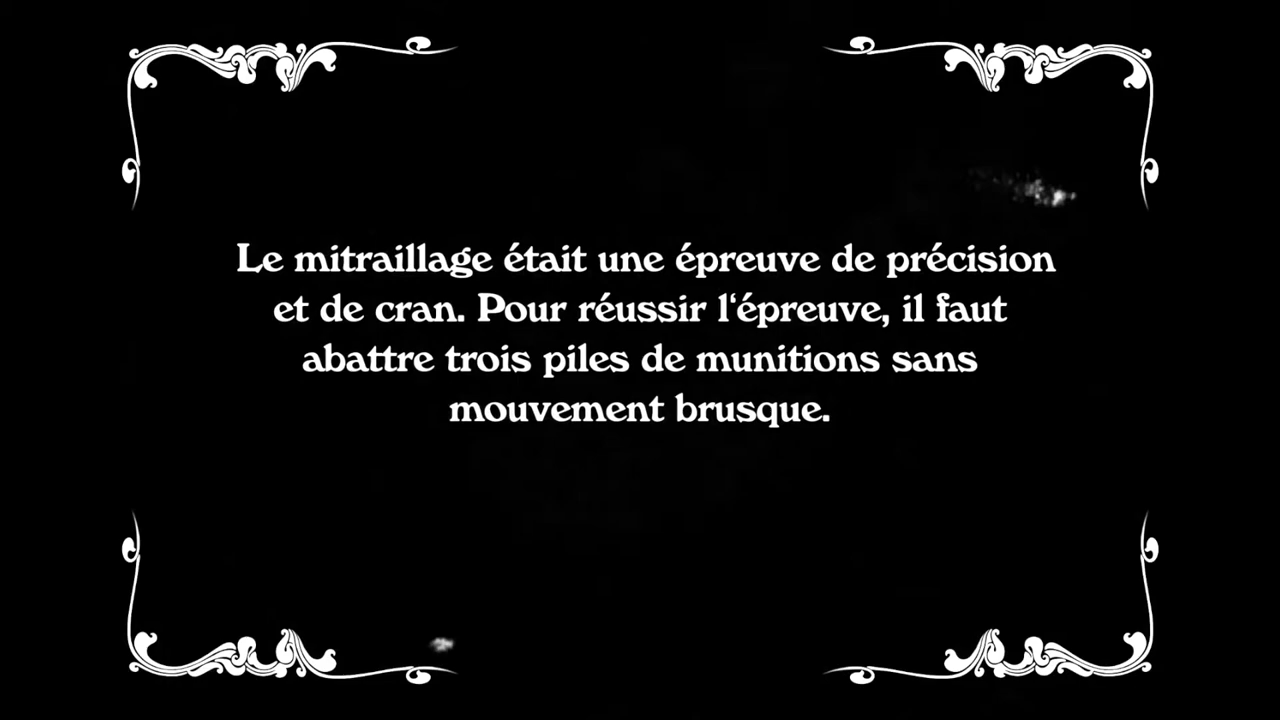 Le mitraillage était une épreuve de précision
et de cran. Pour réussir l‘épreuve, il faut
abattre trois piles de munitions sans
mouvement brusque.